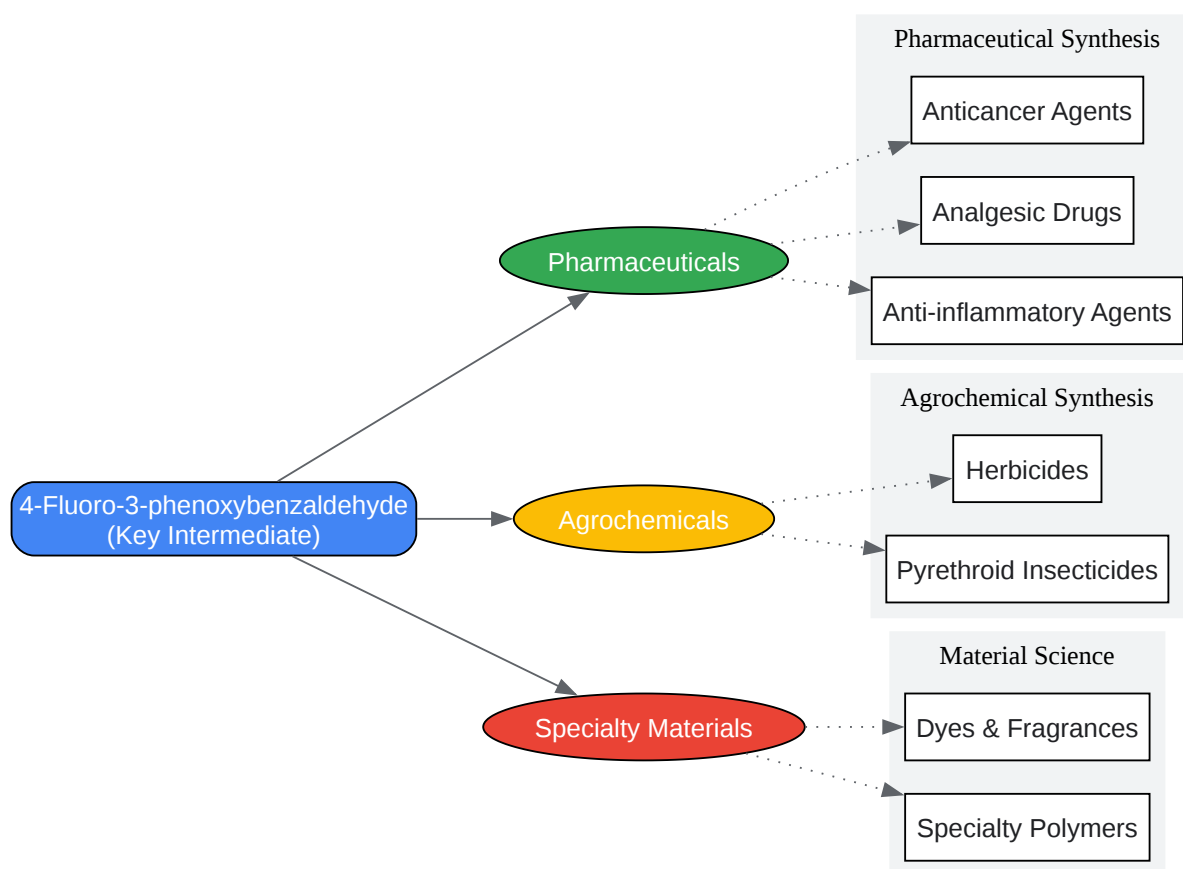 Pharmaceutical Synthesis
Anticancer Agents
Analgesic Drugs
Pharmaceuticals
Anti-inflammatory Agents
Agrochemical Synthesis
Herbicides
4-Fluoro-3-phenoxybenzaldehyde
(Key Intermediate)
Agrochemicals
Pyrethroid Insecticides
Material Science
Specialty Materials
Dyes & Fragrances
Specialty Polymers